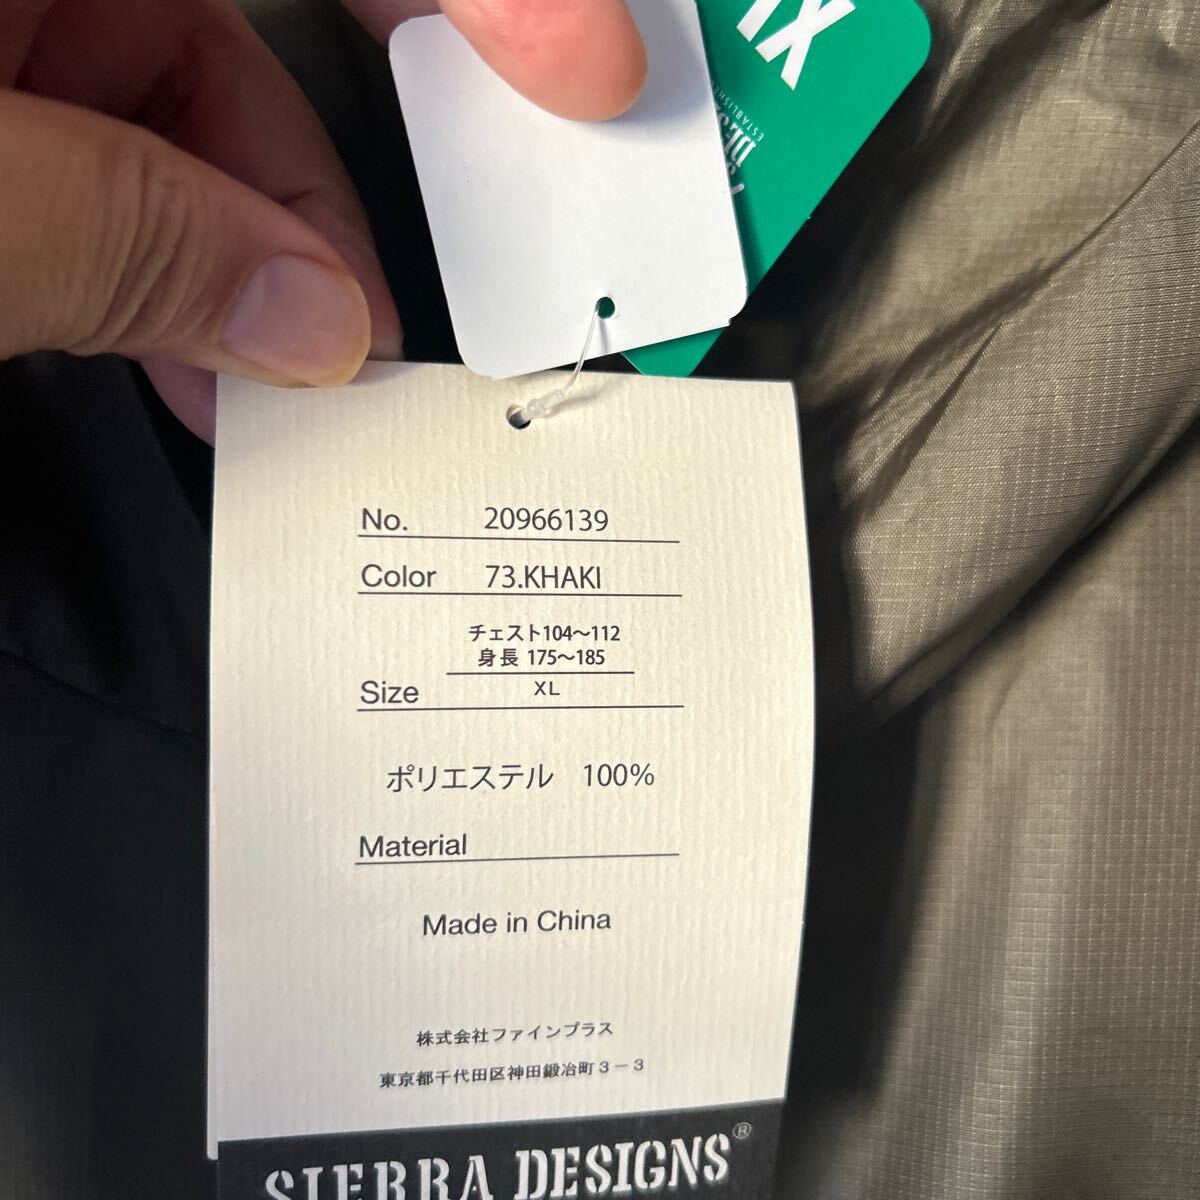 XL
ESTABLISHE
No. 20966139
Color 73.KHAKI
チェスト104〜112
身長 175〜185
Size XL
ポリエステル 100%
Material
Made in China
株式会社ファインプラス
東京都千代田区神田鍛冶町3−3
SIERRA DESIGNS®